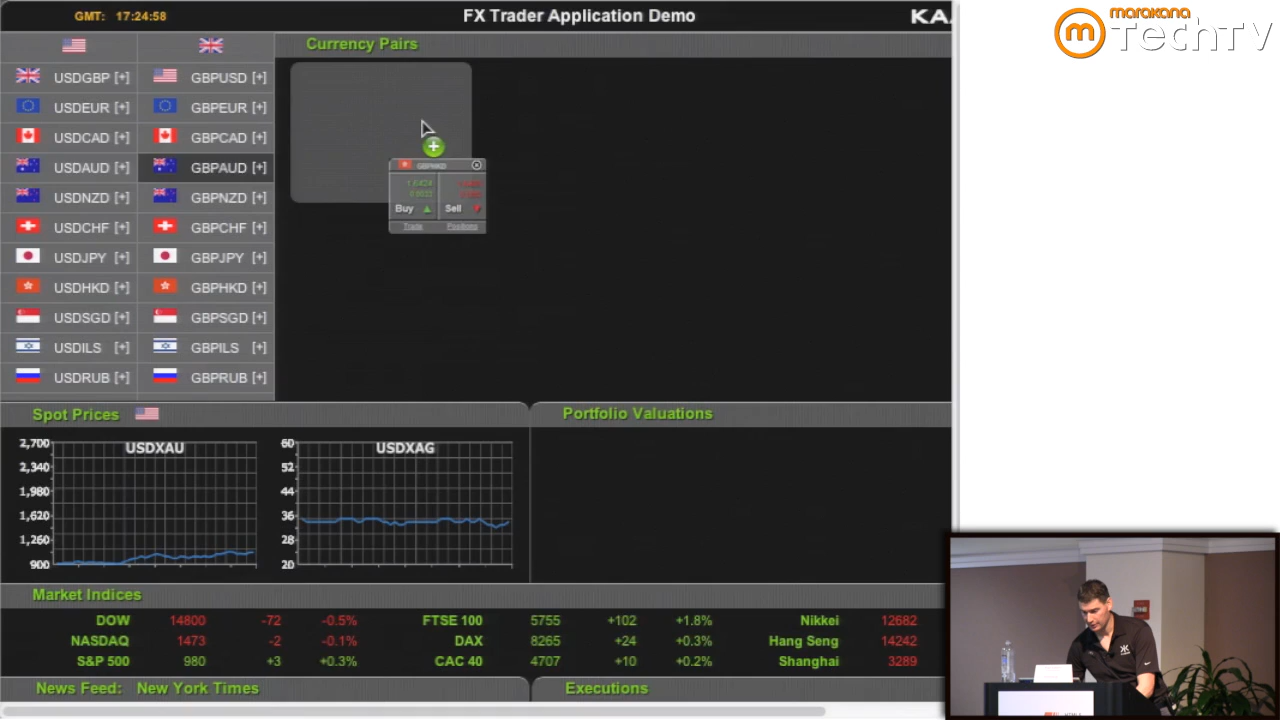 GMT: 17:24:58
FX Trader Application Demo
KAA
marakana
TechTV
Currency Pairs
USDGBP [+] GBPUSD [+]
USDEUR [+] GBPEUR [+]
USDCAD [+] GBPCAD [+]
USDAUD [+] GBPAUD [+]
USDNZD [+] GBPNZD [+]
USDCHF [+] GBPCHF [+]
USDJPY [+] GBPJPY [+]
USDHKD [+] GBPHKD [+]
USDSGD [+] GBPSGD [+]
USDILS [+] GBPILS [+]
USDRUB [+] GBPRUB [+]
GBPHKD
Buy Sell
Trade Positions
Spot Prices
Portfolio Valuations
USDXAU
2,700
2,340
1,980
1,620
1,260
900
USDXAG
60
52
44
36
28
20
Market Indices
DOW 14800 -72 -0.5% FTSE 100 5755 +102 +1.8% Nikkei 12682
NASDAQ 1473 -2 -0.1% DAX 8265 +24 +0.3% Hang Seng 14242
S&P 500 980 +3 +0.3% CAC 40 4707 +10 +0.2% Shanghai 3289
News Feed: New York Times
Executions